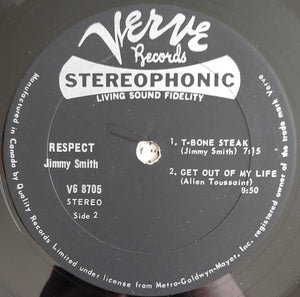 Verve
Records
STEREOPHONIC
LIVING SOUND FIDELITY
RESPECT
Jimmy Smith
V6 8705
STEREO
Side 2
1. T-BONE STEAK
(Jimmy Smith) 7:15
2. GET OUT OF MY LIFE
(Allen Toussaint)
8:50
Manufactured in Canada by Quality Records Limited under license from Metro-Goldwyn-Mayer, Inc. registered owner of the trade mark Verve